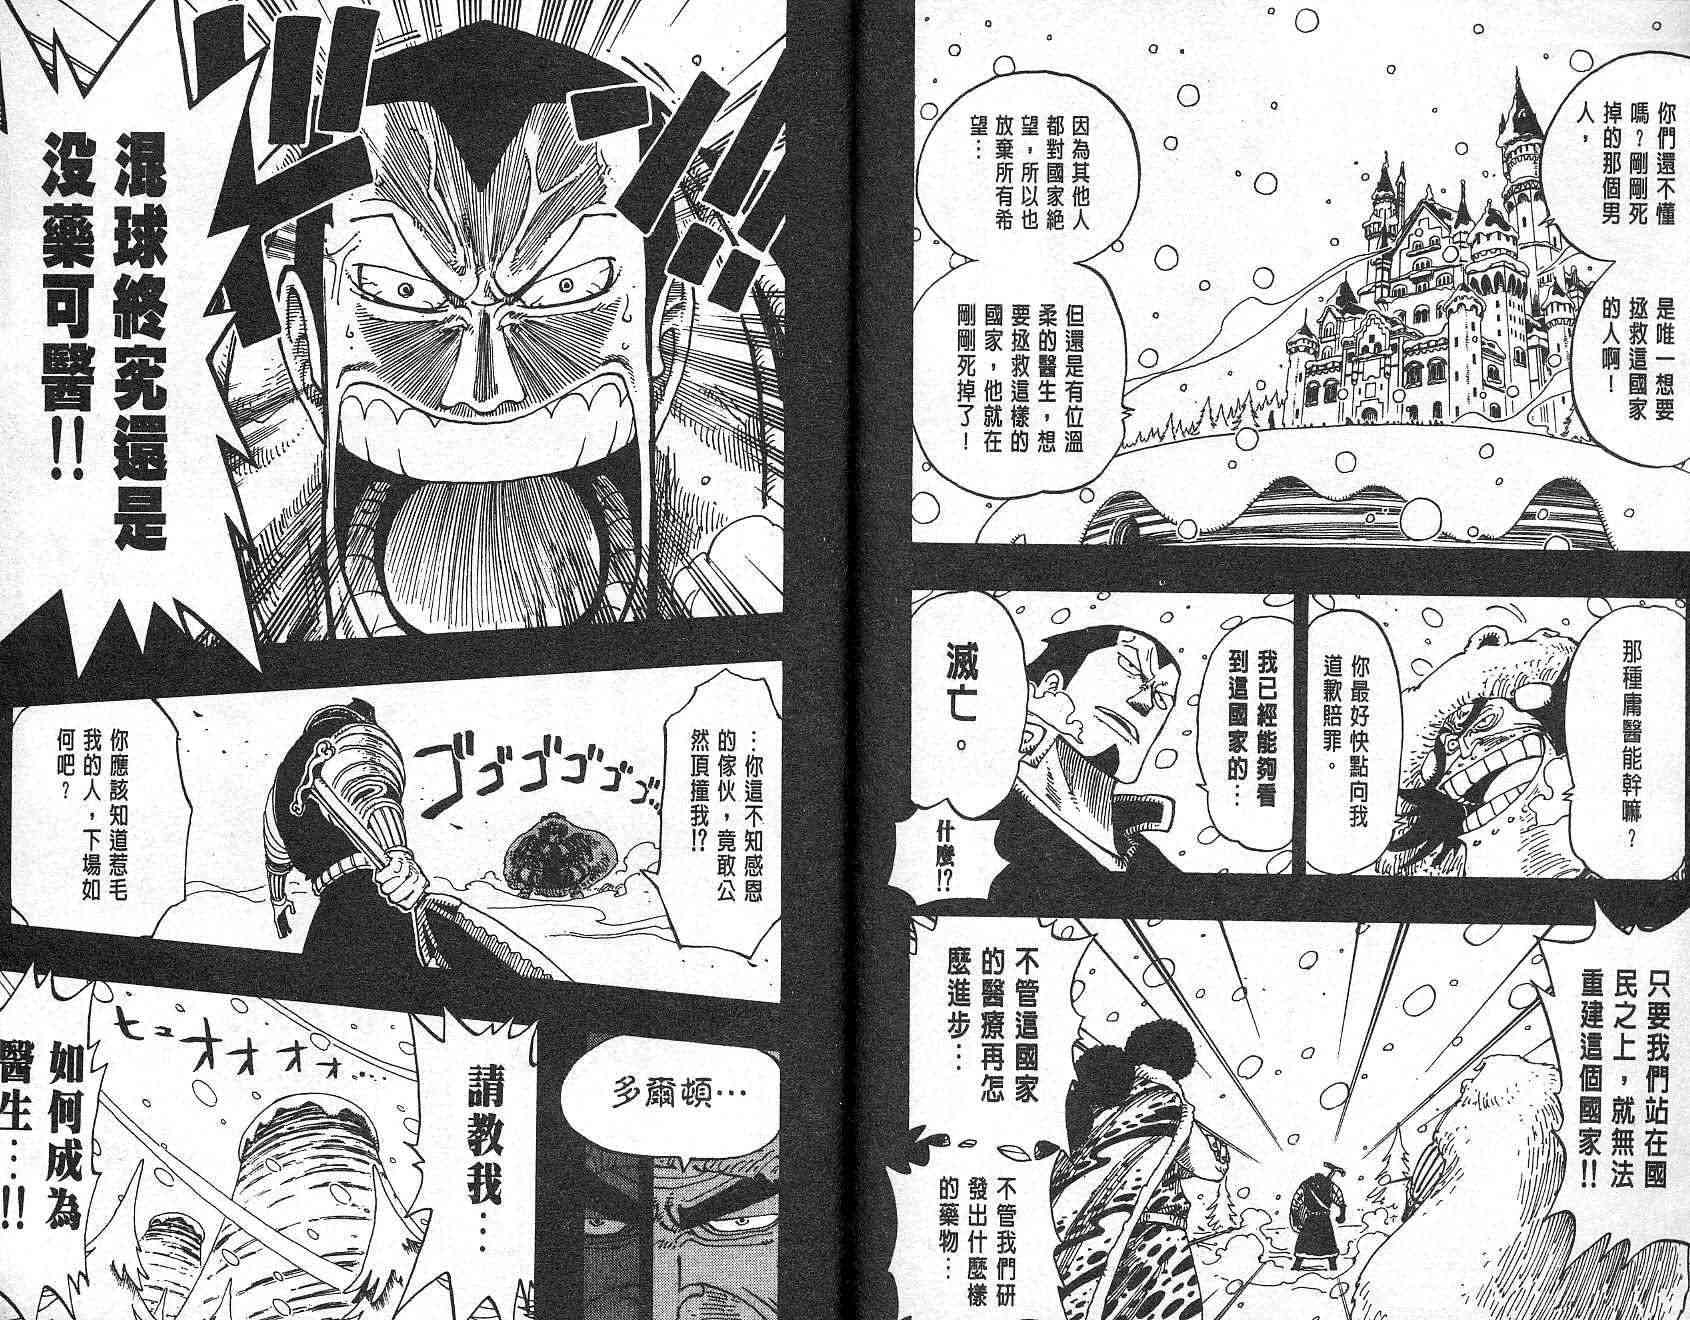 你們還不懂
嗎？剛剛死
掉的那個男
人，
是唯一想要
拯救這國家
的人啊！
因為其他人
都對國家絕
望，所以也
放棄所有希
望…
但還是有位溫
柔的醫生，想
要拯救這樣的
國家，他就在
剛剛死掉了！
那種庸醫能幹嘛？
你最好快點向我
道歉賠罪。
我已經能夠看
到這國家的…
滅亡。
什麼！？
只要我們站在國
民之上，就無法
重建這個國家！！
不管這國家
的醫療再怎
麼進步…
不管我們研
發出什麼樣
的藥物…
混球終究還是
没藥可醫！！
…你這不知感恩
的傢伙，竟敢公
然頂撞我！？
ゴゴゴゴゴゴゴ
你應該知道惹毛
我的人，下場如
何吧？
多爾頓…
請教我…
ヒュオオオオ…
如何成為
醫生…！！